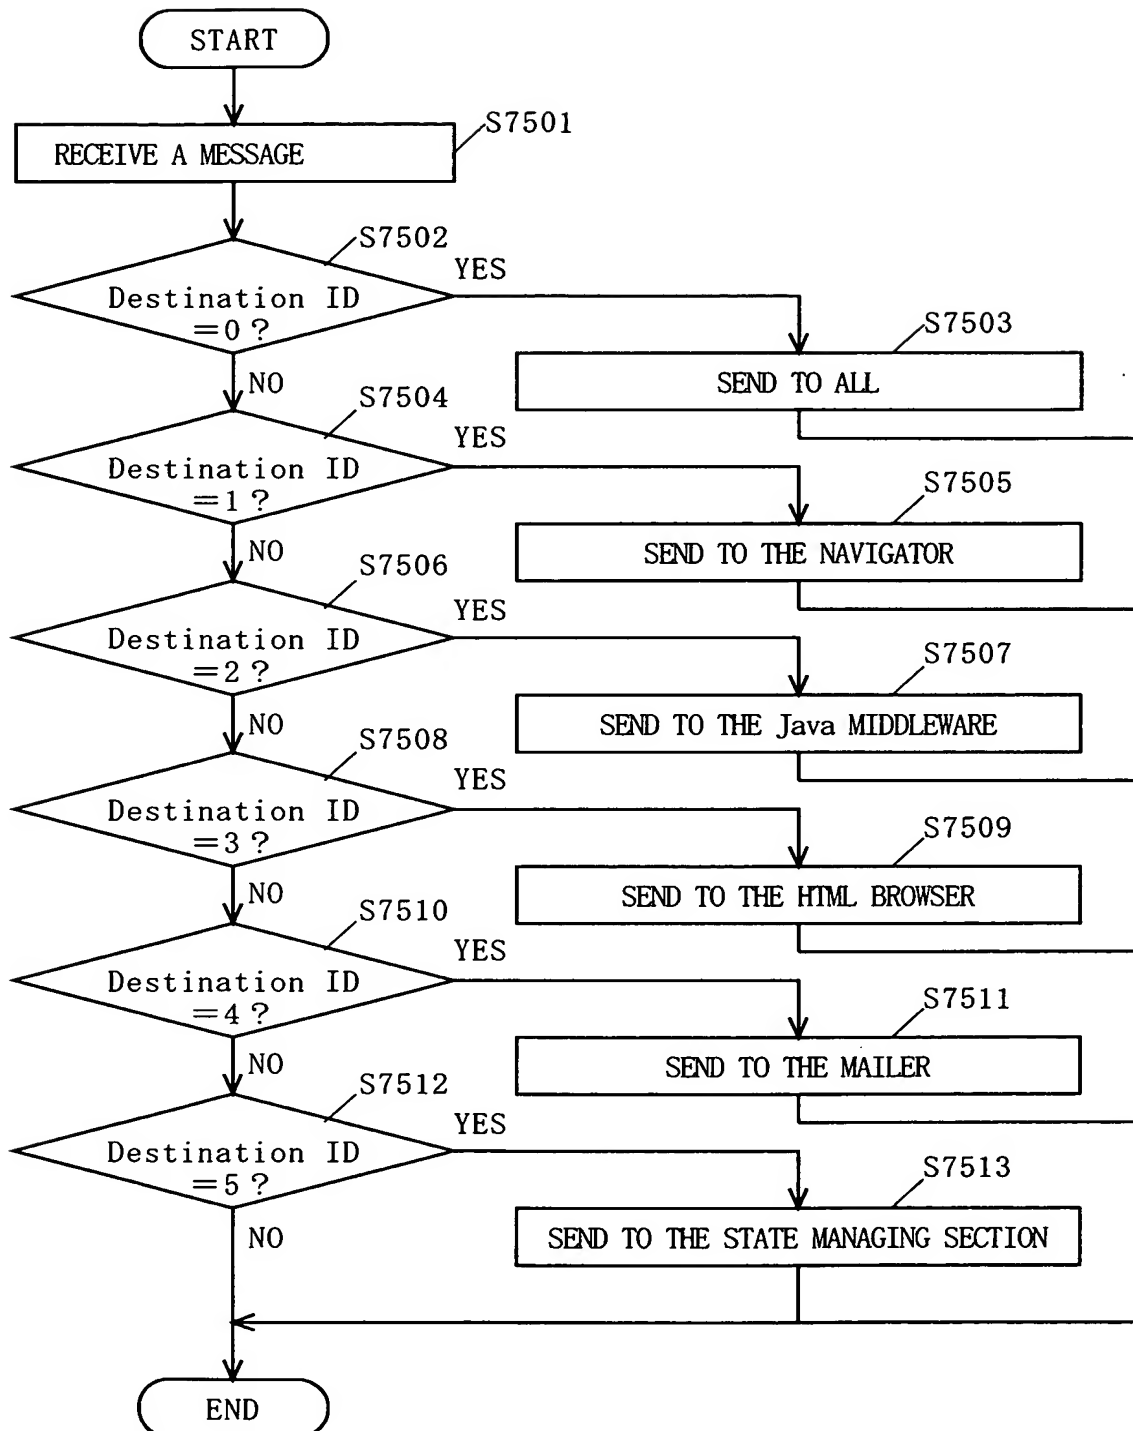 START
S7501
RECEIVE A MESSAGE
S7502
YES
Destination ID
=0?
S7503
SEND TO ALL
NO
S7504
YES
Destination ID
=1?
S7505
SEND TO THE NAVIGATOR
NO
S7506
YES
Destination ID
=2?
S7507
SEND TO THE Java MIDDLEWARE
NO
S7508
YES
Destination ID
=3?
S7509
SEND TO THE HTML BROWSER
NO
S7510
YES
Destination ID
=4?
S7511
SEND TO THE MAILER
NO
S7512
YES
Destination ID
=5?
S7513
SEND TO THE STATE MANAGING SECTION
NO
END